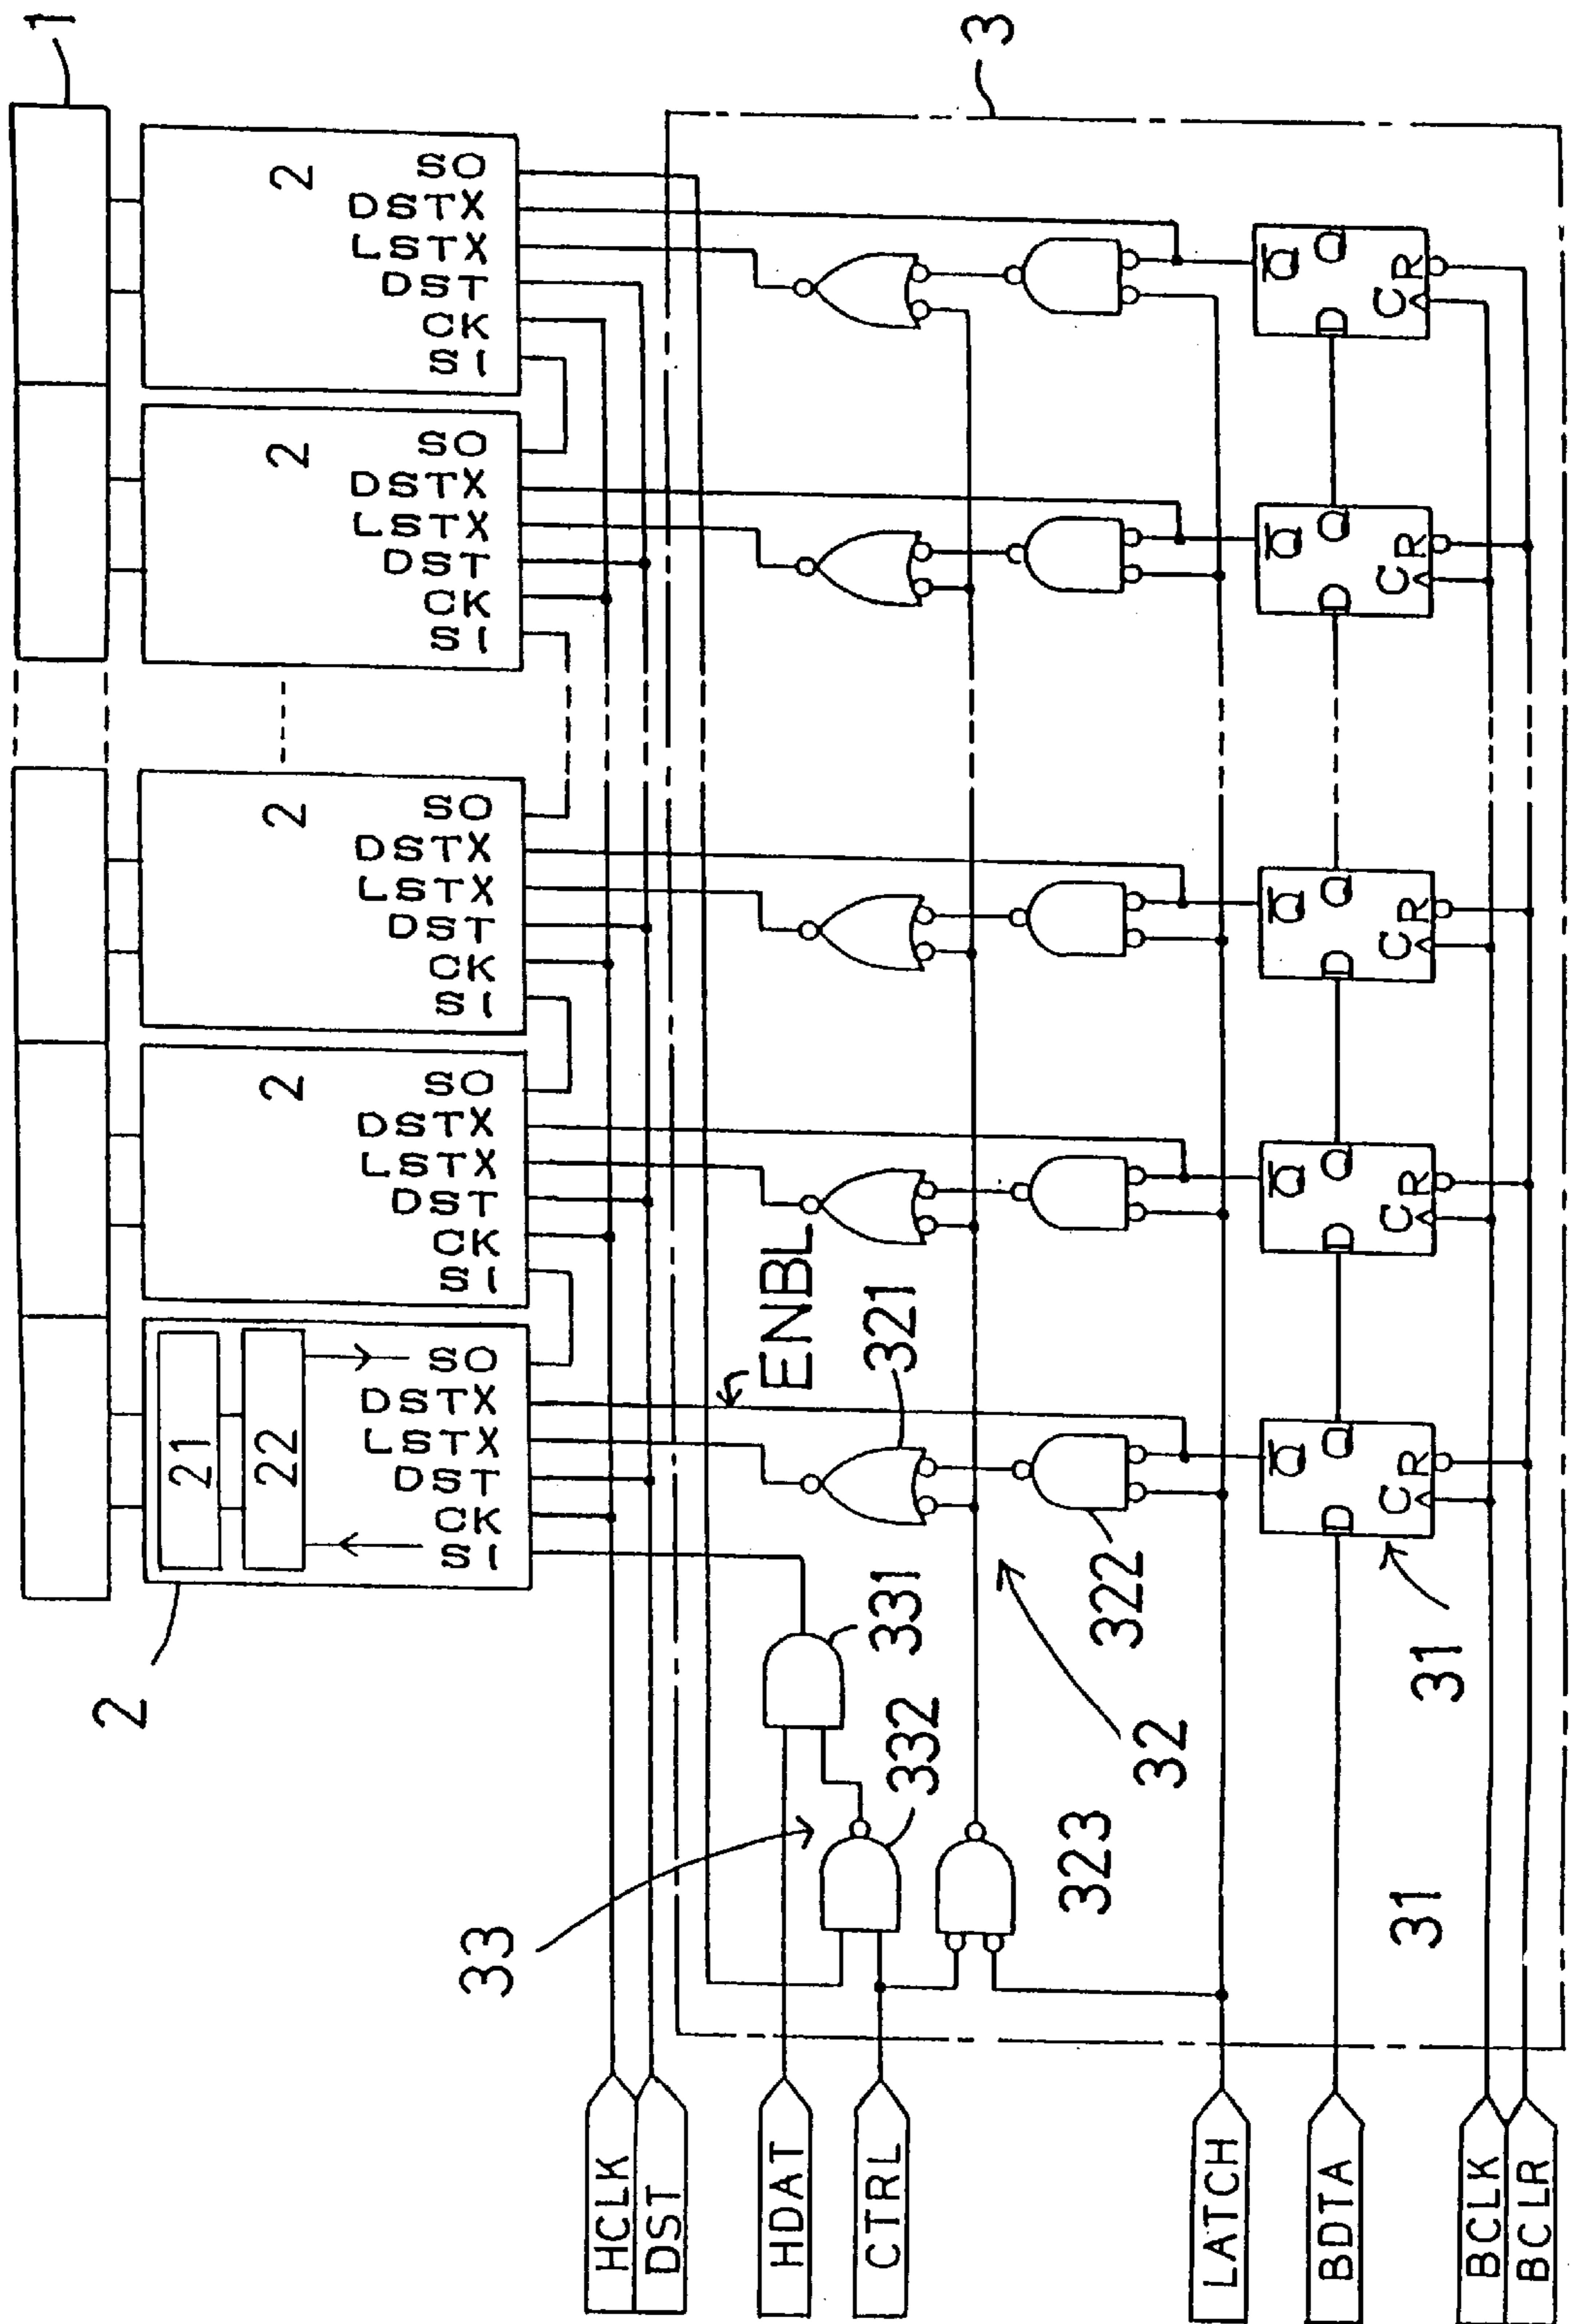 1
2
21
22
SI
CK
DST
LSTX
DSTX
SO
2
SI
CK
DST
LSTX
DSTX
SO
2
SI
CK
DST
LSTX
DSTX
SO
2
SI
CK
DST
LSTX
DSTX
SO
2
SI
CK
DST
LSTX
DSTX
SO
HCLK
DST
33
HDAT
331
ENBL
CTRL
332
321
3
323
32
322
LATCH
BDTA
31
31
D Q Q̅ C R
D Q Q̅ C R
D Q Q̅ C R
D Q Q̅ C R
D Q Q̅ C R
BCLK
BCLR